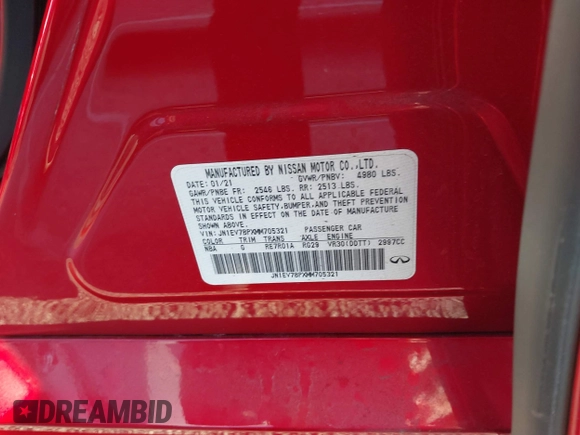 MANUFACTURED BY NISSAN MOTOR CO.,LTD.
DATE: 01/21 GVWR/PNBV: 4980 LBS.
GAWR/PNBE FR: 2546 LBS. RR: 2513 LBS.
THIS VEHICLE CONFORMS TO ALL APPLICABLE FEDERAL
MOTOR VEHICLE SAFETY,BUMPER,AND THEFT PREVENTION
STANDARDS IN EFFECT ON THE DATE OF MANUFACTURE
SHOWN ABOVE.
VIN: JN1EV7BPXMM705321 PASSENGER CAR
COLOR TRIM TRANS AXLE ENGINE
NBA G RE7R01A RG29 VR30(DDTT) 2997CC
JN1EV7BPXMM705321
DREAMBID